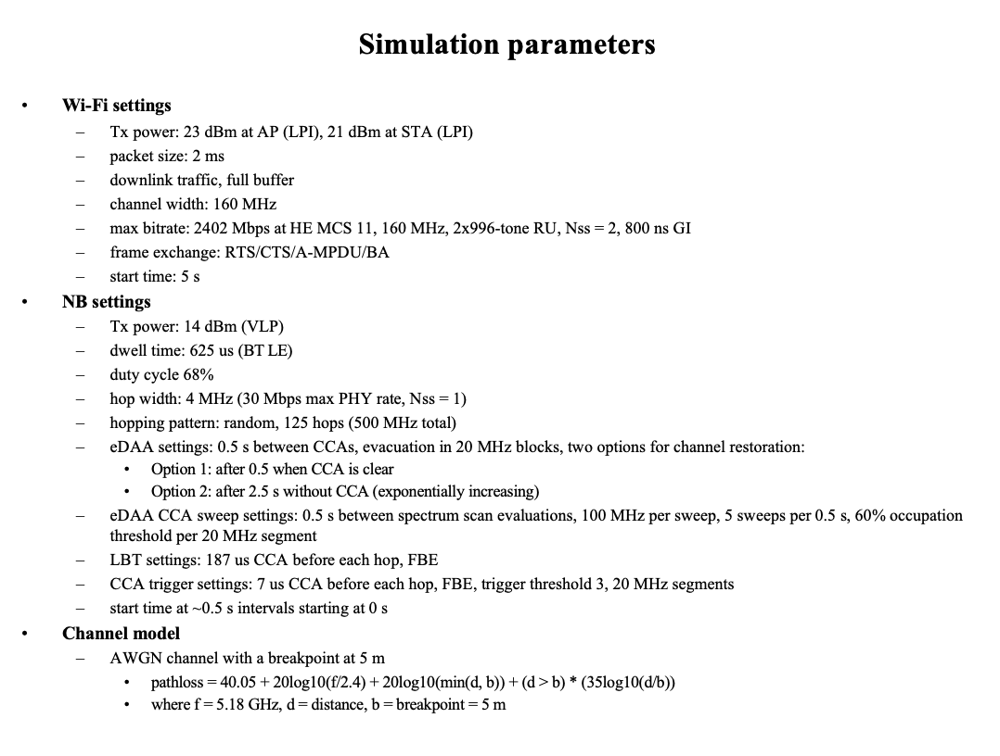 Simulation parameters
• Wi-Fi settings
– Tx power: 23 dBm at AP (LPI), 21 dBm at STA (LPI)
– packet size: 2 ms
– downlink traffic, full buffer
– channel width: 160 MHz
– max bitrate: 2402 Mbps at HE MCS 11, 160 MHz, 2x996-tone RU, Nss = 2, 800 ns GI
– frame exchange: RTS/CTS/A-MPDU/BA
– start time: 5 s
• NB settings
– Tx power: 14 dBm (VLP)
– dwell time: 625 us (BT LE)
– duty cycle 68%
– hop width: 4 MHz (30 Mbps max PHY rate, Nss = 1)
– hopping pattern: random, 125 hops (500 MHz total)
– eDAA settings: 0.5 s between CCAs, evacuation in 20 MHz blocks, two options for channel restoration:
• Option 1: after 0.5 when CCA is clear
• Option 2: after 2.5 s without CCA (exponentially increasing)
– eDAA CCA sweep settings: 0.5 s between spectrum scan evaluations, 100 MHz per sweep, 5 sweeps per 0.5 s, 60% occupation
threshold per 20 MHz segment
– LBT settings: 187 us CCA before each hop, FBE
– CCA trigger settings: 7 us CCA before each hop, FBE, trigger threshold 3, 20 MHz segments
– start time at ~0.5 s intervals starting at 0 s
• Channel model
– AWGN channel with a breakpoint at 5 m
• pathloss = 40.05 + 20log10(f/2.4) + 20log10(min(d, b)) + (d > b) * (35log10(d/b))
• where f = 5.18 GHz, d = distance, b = breakpoint = 5 m